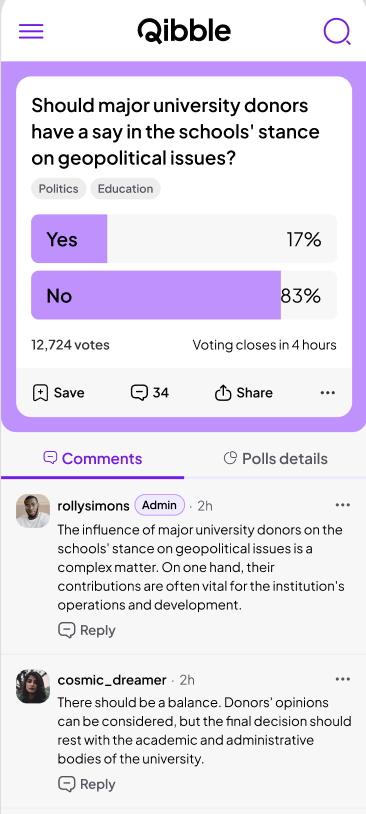 Qibble
Should major university donors
have a say in the schools' stance
on geopolitical issues?
Politics Education
Yes 17%
No 83%
12,724 votes Voting closes in 4 hours
Save 34 Share
Comments Polls details
rollysimons Admin · 2h
The influence of major university donors on the
schools' stance on geopolitical issues is a
complex matter. On one hand, their
contributions are often vital for the institution's
operations and development.
Reply
cosmic_dreamer · 2h
There should be a balance. Donors' opinions
can be considered, but the final decision should
rest with the academic and administrative
bodies of the university.
Reply